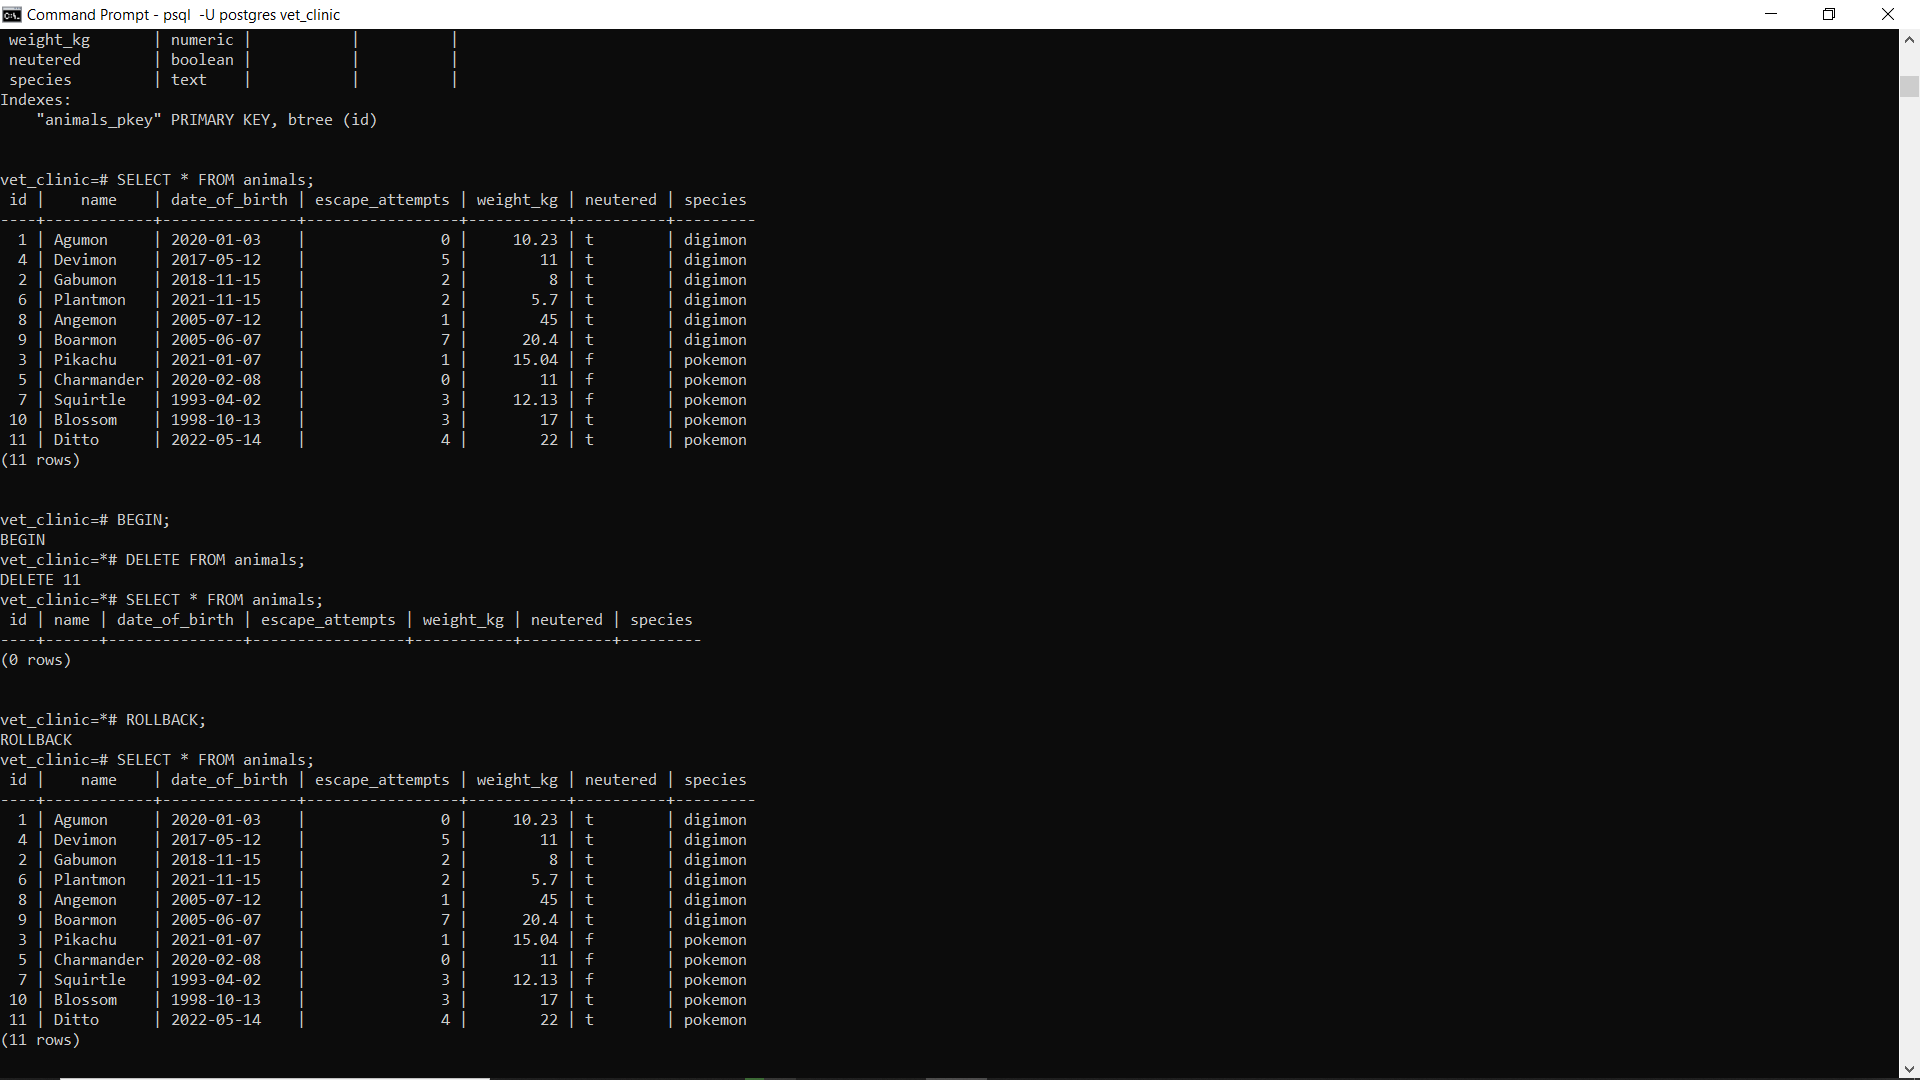 Command Prompt - psql  -U postgres vet_clinic
 weight_kg       | numeric |           |          |
 neutered        | boolean |           |          |
 species         | text    |           |          |
Indexes:
    "animals_pkey" PRIMARY KEY, btree (id)
vet_clinic=# SELECT * FROM animals;
 id |    name    | date_of_birth | escape_attempts | weight_kg | neutered | species
----+------------+---------------+-----------------+-----------+----------+---------
  1 | Agumon     | 2020-01-03    |               0 |     10.23 | t        | digimon
  4 | Devimon    | 2017-05-12    |               5 |        11 | t        | digimon
  2 | Gabumon    | 2018-11-15    |               2 |         8 | t        | digimon
  6 | Plantmon   | 2021-11-15    |               2 |       5.7 | t        | digimon
  8 | Angemon    | 2005-07-12    |               1 |        45 | t        | digimon
  9 | Boarmon    | 2005-06-07    |               7 |      20.4 | t        | digimon
  3 | Pikachu    | 2021-01-07    |               1 |     15.04 | f        | pokemon
  5 | Charmander | 2020-02-08    |               0 |        11 | f        | pokemon
  7 | Squirtle   | 1993-04-02    |               3 |     12.13 | f        | pokemon
 10 | Blossom    | 1998-10-13    |               3 |        17 | t        | pokemon
 11 | Ditto      | 2022-05-14    |               4 |        22 | t        | pokemon
(11 rows)
vet_clinic=# BEGIN;
BEGIN
vet_clinic=*# DELETE FROM animals;
DELETE 11
vet_clinic=*# SELECT * FROM animals;
 id | name | date_of_birth | escape_attempts | weight_kg | neutered | species
----+------+---------------+-----------------+-----------+----------+---------
(0 rows)
vet_clinic=*# ROLLBACK;
ROLLBACK
vet_clinic=# SELECT * FROM animals;
 id |    name    | date_of_birth | escape_attempts | weight_kg | neutered | species
----+------------+---------------+-----------------+-----------+----------+---------
  1 | Agumon     | 2020-01-03    |               0 |     10.23 | t        | digimon
  4 | Devimon    | 2017-05-12    |               5 |        11 | t        | digimon
  2 | Gabumon    | 2018-11-15    |               2 |         8 | t        | digimon
  6 | Plantmon   | 2021-11-15    |               2 |       5.7 | t        | digimon
  8 | Angemon    | 2005-07-12    |               1 |        45 | t        | digimon
  9 | Boarmon    | 2005-06-07    |               7 |      20.4 | t        | digimon
  3 | Pikachu    | 2021-01-07    |               1 |     15.04 | f        | pokemon
  5 | Charmander | 2020-02-08    |               0 |        11 | f        | pokemon
  7 | Squirtle   | 1993-04-02    |               3 |     12.13 | f        | pokemon
 10 | Blossom    | 1998-10-13    |               3 |        17 | t        | pokemon
 11 | Ditto      | 2022-05-14    |               4 |        22 | t        | pokemon
(11 rows)